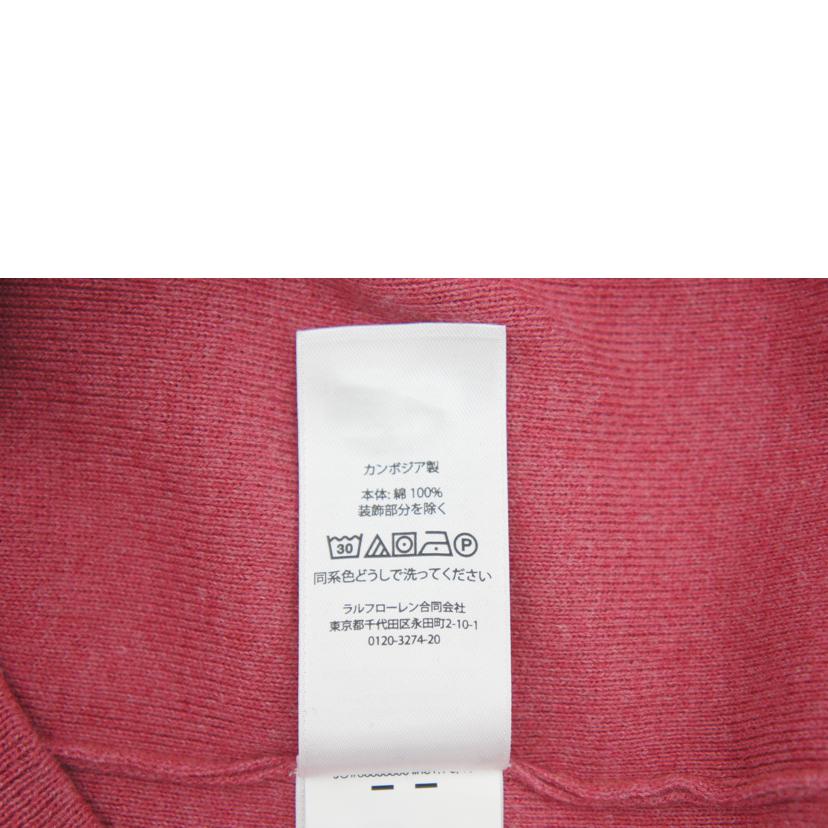 カンボジア製
本体: 綿 100%
装飾部分を除く
30 P
同系色どうしで洗ってください
ラルフローレン合同会社
東京都千代田区永田町2-10-1
0120-3274-20